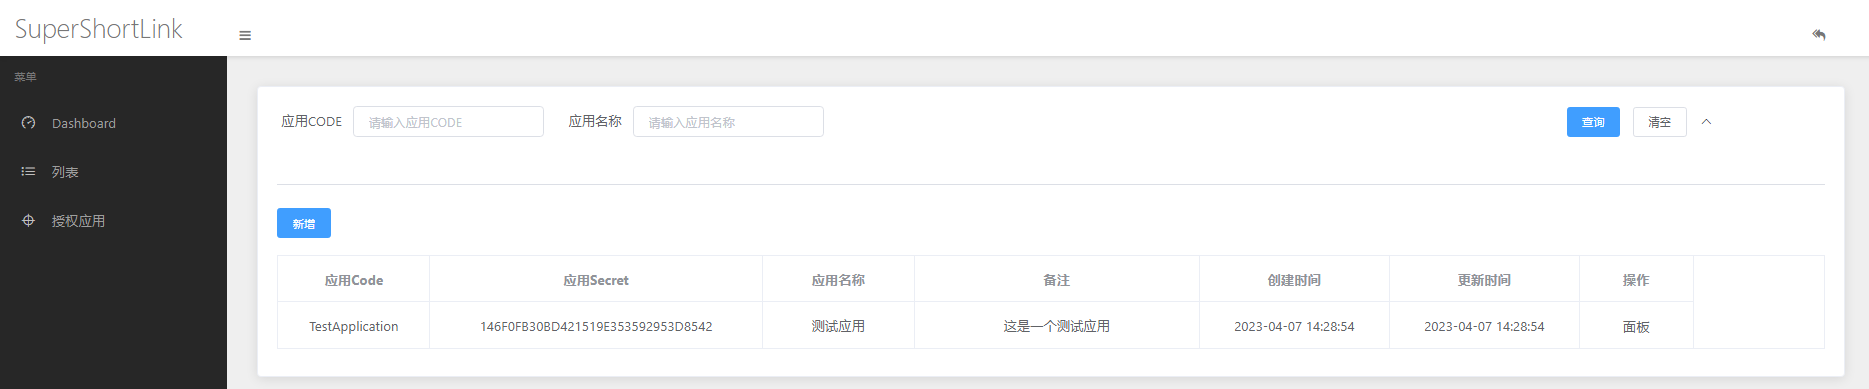 SuperShortLink
菜单
Dashboard
列表
授权应用
应用CODE 请输入应用CODE 应用名称 请输入应用名称 查询 清空
新增
应用Code 应用Secret 应用名称 备注 创建时间 更新时间 操作
TestApplication 146F0FB30BD421519E353592953D8542 测试应用 这是一个测试应用 2023-04-07 14:28:54 2023-04-07 14:28:54 面板